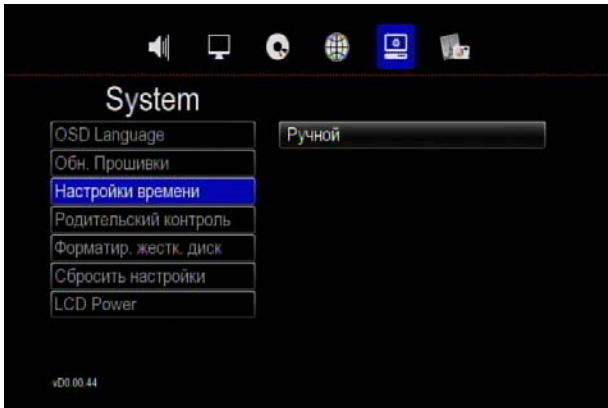 System
OSD Language
Ручной
Обн. Прошивки
Настройки времени
Родительский контроль
Форматир. жестк. диск
Сбросить настройки
LCD Power
vD0.00.44